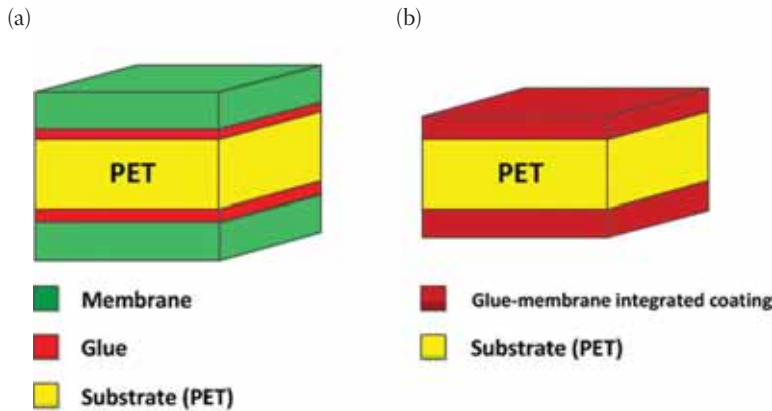 (a)
PET
Membrane
Glue
Substrate (PET)
(b)
PET
Glue-membrane integrated coating
Substrate (PET)